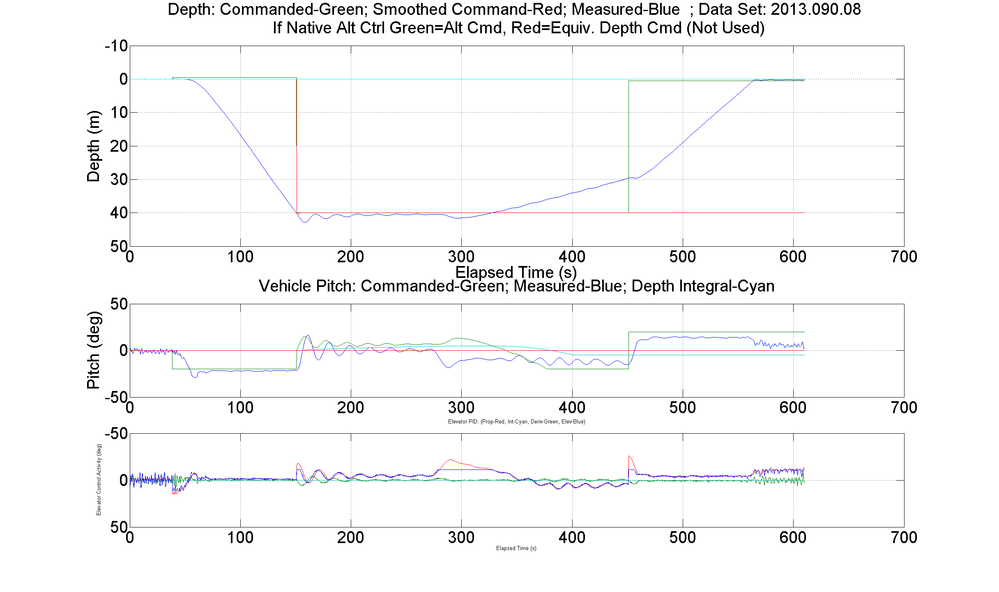 Depth: Commanded-Green; Smoothed Command-Red; Measured-Blue  ; Data Set: 2013.090.08
If Native Alt Ctrl Green=Alt Cmd, Red=Equiv. Depth Cmd (Not Used)
-10
0
10
20
30
40
50
Depth (m)
0 100 200 300 400 500 600 700
Elapsed Time (s)
Vehicle Pitch: Commanded-Green; Measured-Blue; Depth Integral-Cyan
50
0
-50
Pitch (deg)
0 100 200 300 400 500 600 700
Elevator PID: (Prop-Red, Int-Cyan, Deriv-Green, Elev-Blue)
-50
0
50
Elevator Control Activity (deg)
0 100 200 300 400 500 600 700
Elapsed Time (s)